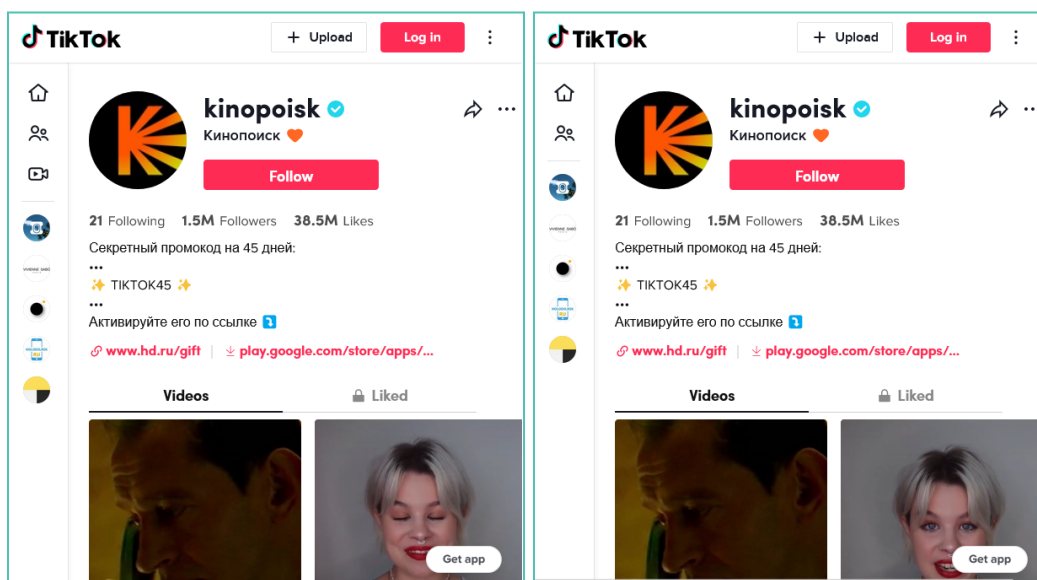 TikTok
+ Upload
Log in
kinopoisk
Кинопоиск 🧡
Follow
21 Following 1.5M Followers 38.5M Likes
Секретный промокод на 45 дней:
•••
✨ TIKTOK45 ✨
•••
Активируйте его по ссылке ⤵️
www.hd.ru/gift | play.google.com/store/apps/...
Videos
Liked
Get app
TikTok
+ Upload
Log in
kinopoisk
Кинопоиск 🧡
Follow
21 Following 1.5M Followers 38.5M Likes
Секретный промокод на 45 дней:
•••
✨ TIKTOK45 ✨
•••
Активируйте его по ссылке ⤵️
www.hd.ru/gift | play.google.com/store/apps/...
Videos
Liked
Get app